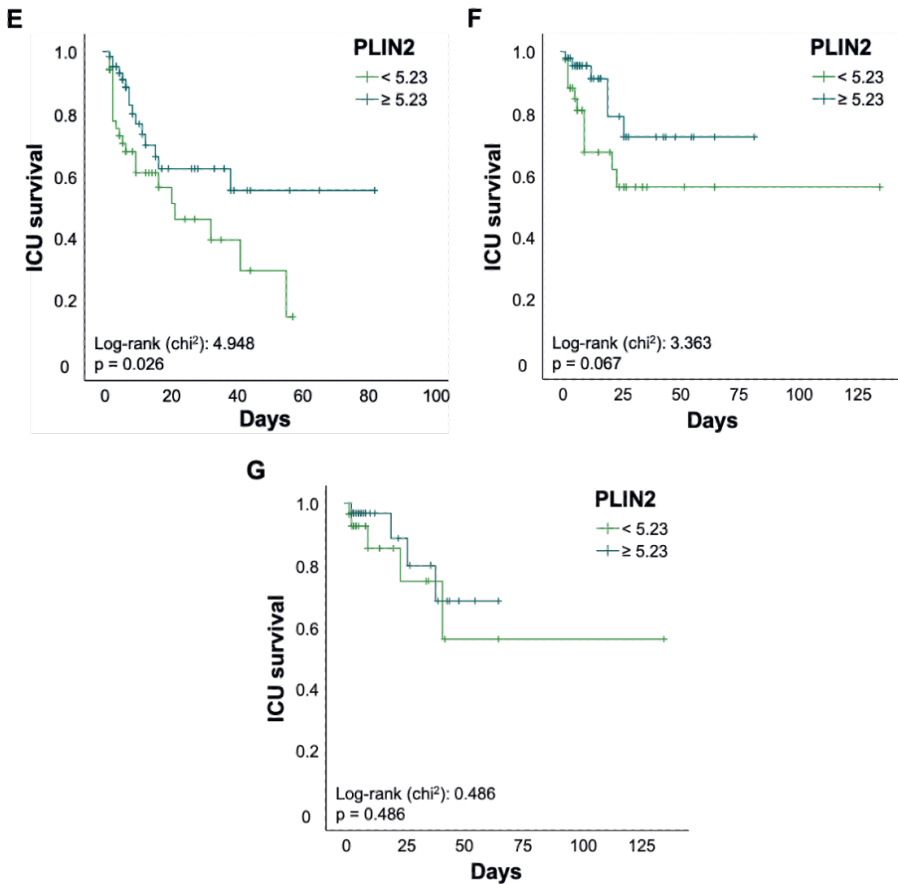 E
PLIN2
< 5.23
≥ 5.23
1.0
0.8
0.6
0.4
0.2
0
ICU survival
Log-rank (chi²): 4.948
p = 0.026
0 20 40 60 80 100
Days
F
PLIN2
< 5.23
≥ 5.23
1.0
0.8
0.6
0.4
0.2
0
ICU survival
Log-rank (chi²): 3.363
p = 0.067
0 25 50 75 100 125
Days
G
PLIN2
< 5.23
≥ 5.23
1.0
0.8
0.6
0.4
0.2
0
ICU survival
Log-rank (chi²): 0.486
p = 0.486
0 25 50 75 100 125
Days